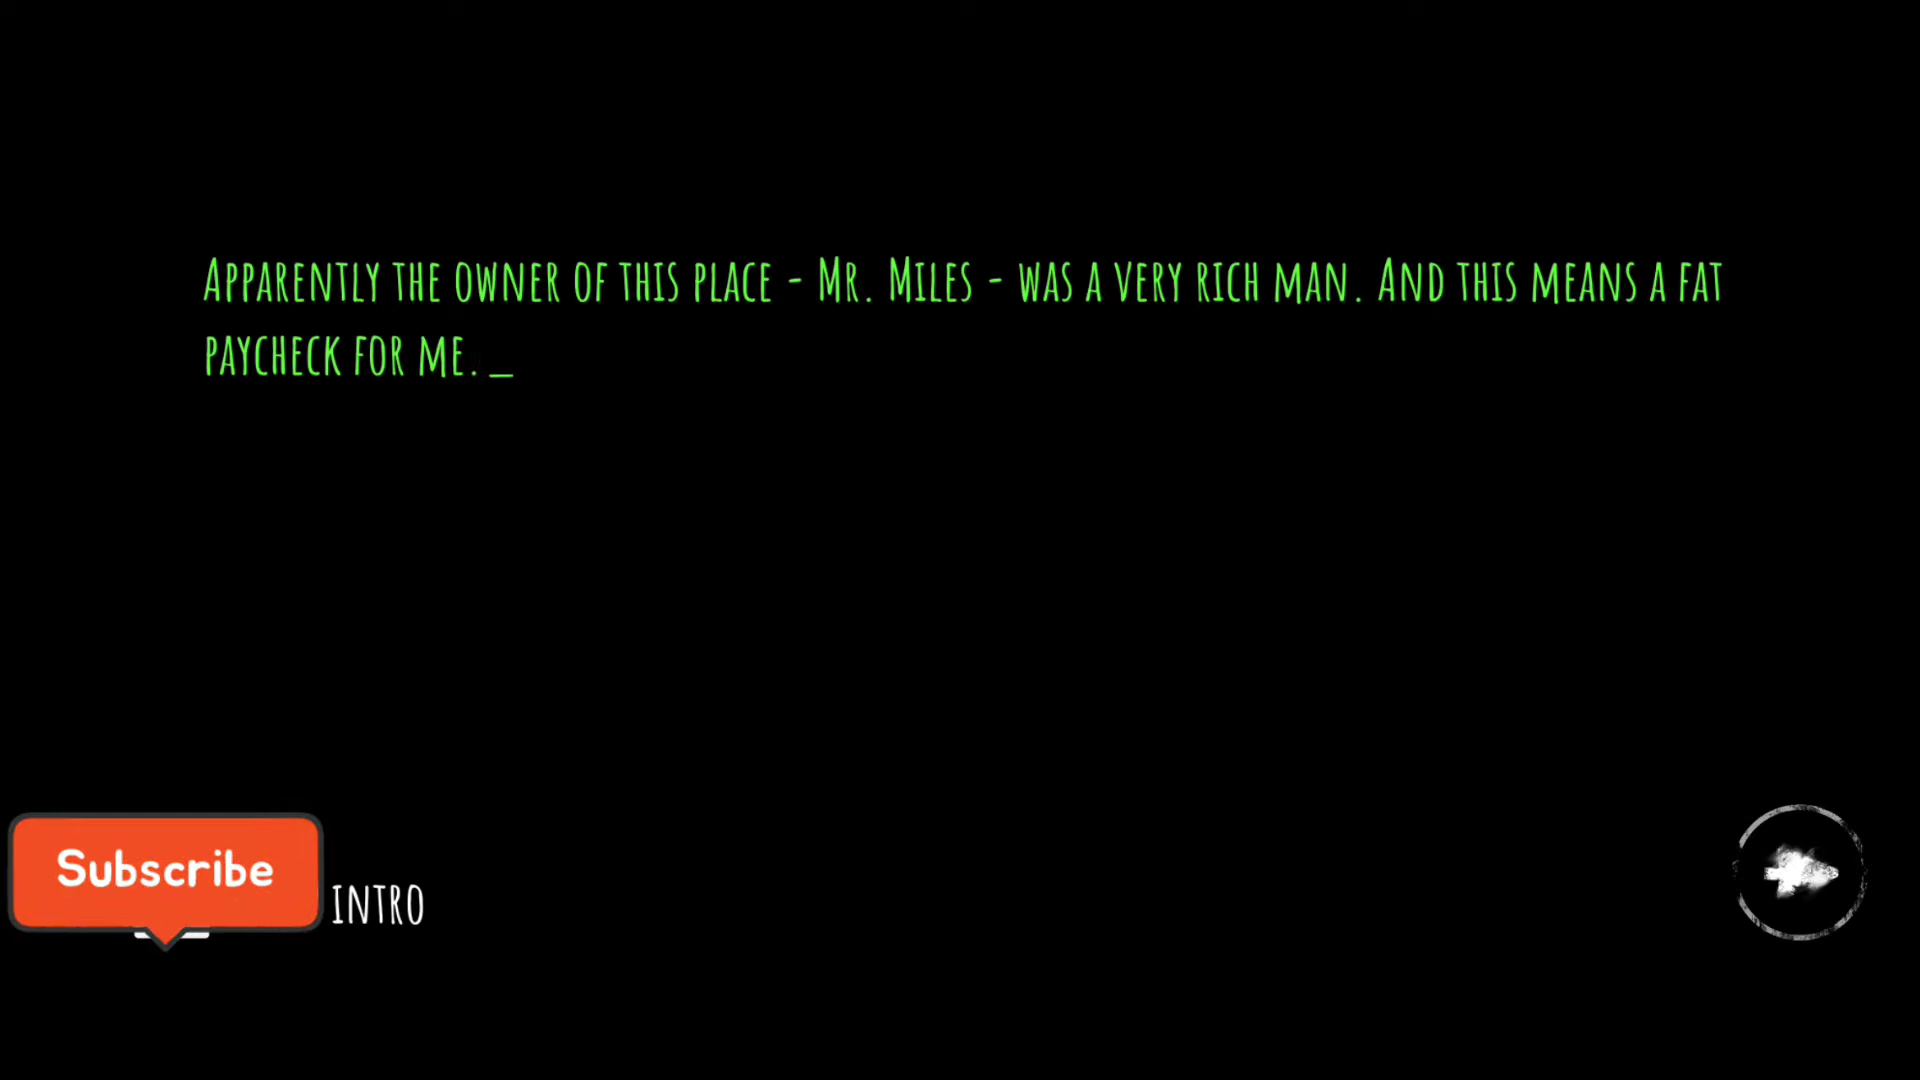 Apparently the owner of this place - Mr. Miles - was a very rich man. And this means a fat
paycheck for me. _
Subscribe
INTRO